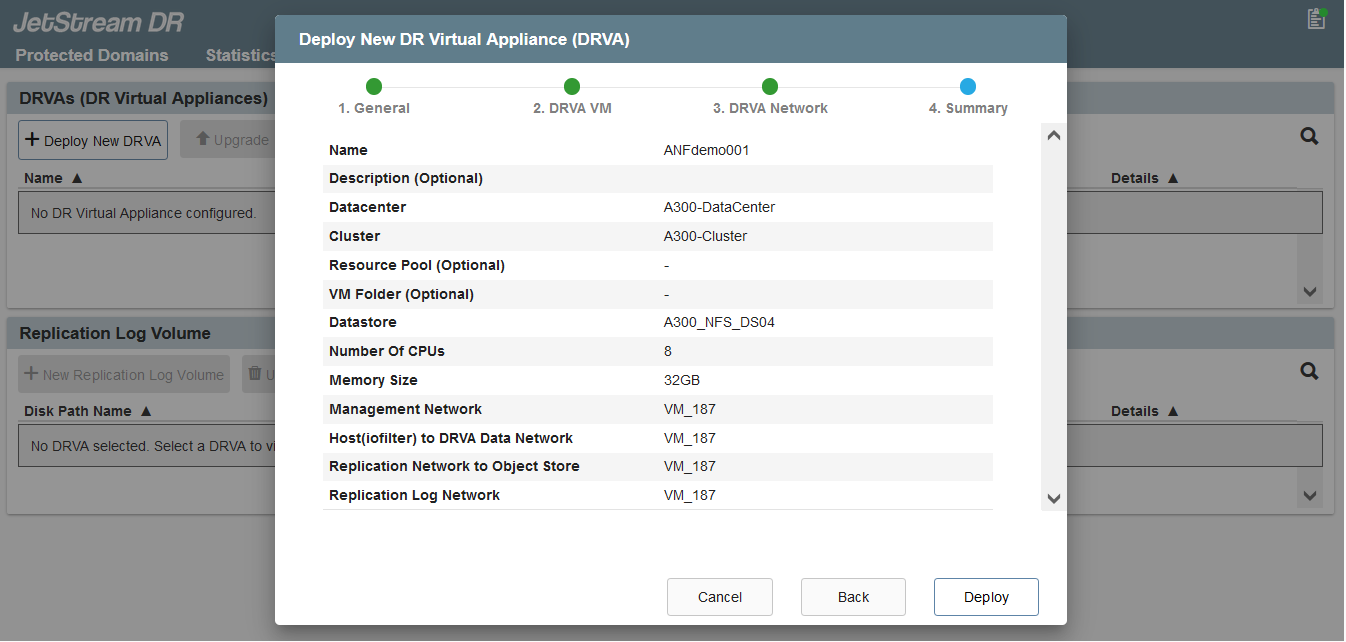 JetStream DR
Protected Domains Statistics
Deploy New DR Virtual Appliance (DRVA)
1. General 2. DRVA VM 3. DRVA Network 4. Summary
DRVAs (DR Virtual Appliances)
+ Deploy New DRVA Upgrade
Name ▲ Details ▲
No DR Virtual Appliance configured.
Replication Log Volume
+ New Replication Log Volume
Disk Path Name ▲ Details ▲
No DRVA selected. Select a DRVA to
Name ANFdemo001
Description (Optional)
Datacenter A300-DataCenter
Cluster A300-Cluster
Resource Pool (Optional) -
VM Folder (Optional) -
Datastore A300_NFS_DS04
Number Of CPUs 8
Memory Size 32GB
Management Network VM_187
Host(iofilter) to DRVA Data Network VM_187
Replication Network to Object Store VM_187
Replication Log Network VM_187
Cancel Back Deploy